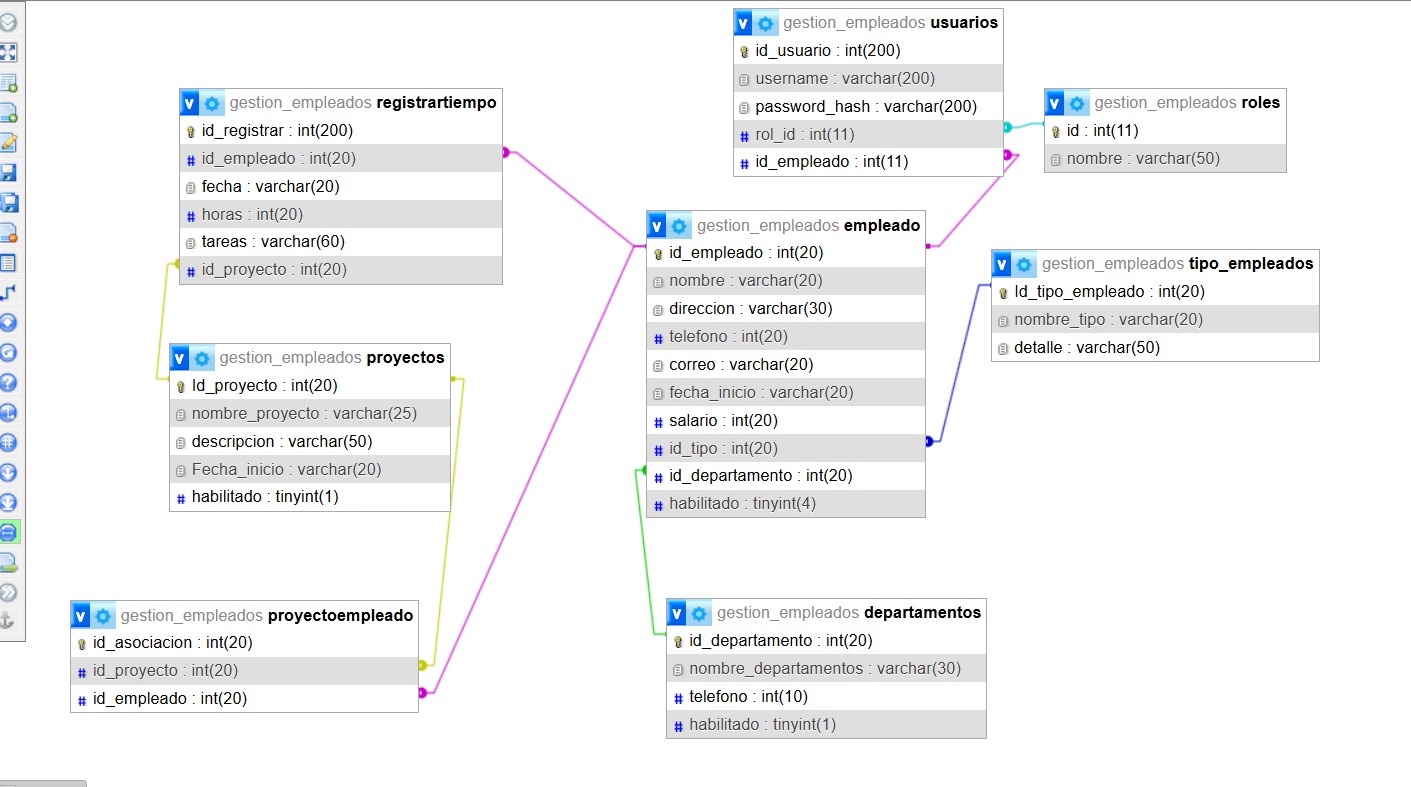 gestion_empleados usuarios
id_usuario : int(200)
username : varchar(200)
password_hash : varchar(200)
rol_id : int(11)
id_empleado : int(11)
gestion_empleados registrartiempo
id_registrar : int(200)
id_empleado : int(20)
fecha : varchar(20)
horas : int(20)
tareas : varchar(60)
id_proyecto : int(20)
gestion_empleados roles
id : int(11)
nombre : varchar(50)
gestion_empleados empleado
id_empleado : int(20)
nombre : varchar(20)
direccion : varchar(30)
telefono : int(20)
correo : varchar(20)
fecha_inicio : varchar(20)
salario : int(20)
id_tipo : int(20)
id_departamento : int(20)
habilitado : tinyint(4)
gestion_empleados tipo_empleados
Id_tipo_empleado : int(20)
nombre_tipo : varchar(20)
detalle : varchar(50)
gestion_empleados proyectos
Id_proyecto : int(20)
nombre_proyecto : varchar(25)
descripcion : varchar(50)
Fecha_inicio : varchar(20)
habilitado : tinyint(1)
gestion_empleados proyectoempleado
id_asociacion : int(20)
id_proyecto : int(20)
id_empleado : int(20)
gestion_empleados departamentos
id_departamento : int(20)
nombre_departamentos : varchar(30)
telefono : int(10)
habilitado : tinyint(1)